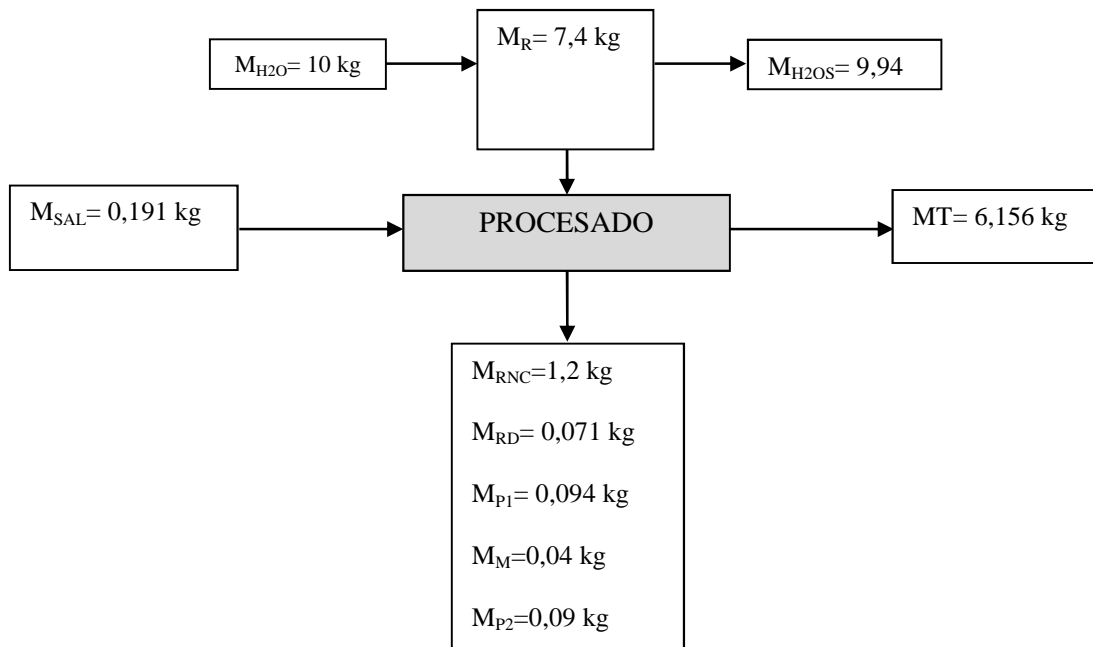 M_R= 7,4 kg
M_H2O= 10 kg
M_H2OS= 9,94
M_SAL= 0,191 kg
PROCESADO
MT= 6,156 kg
M_RNC=1,2 kg
M_RD= 0,071 kg
M_P1= 0,094 kg
M_M=0,04 kg
M_P2=0,09 kg